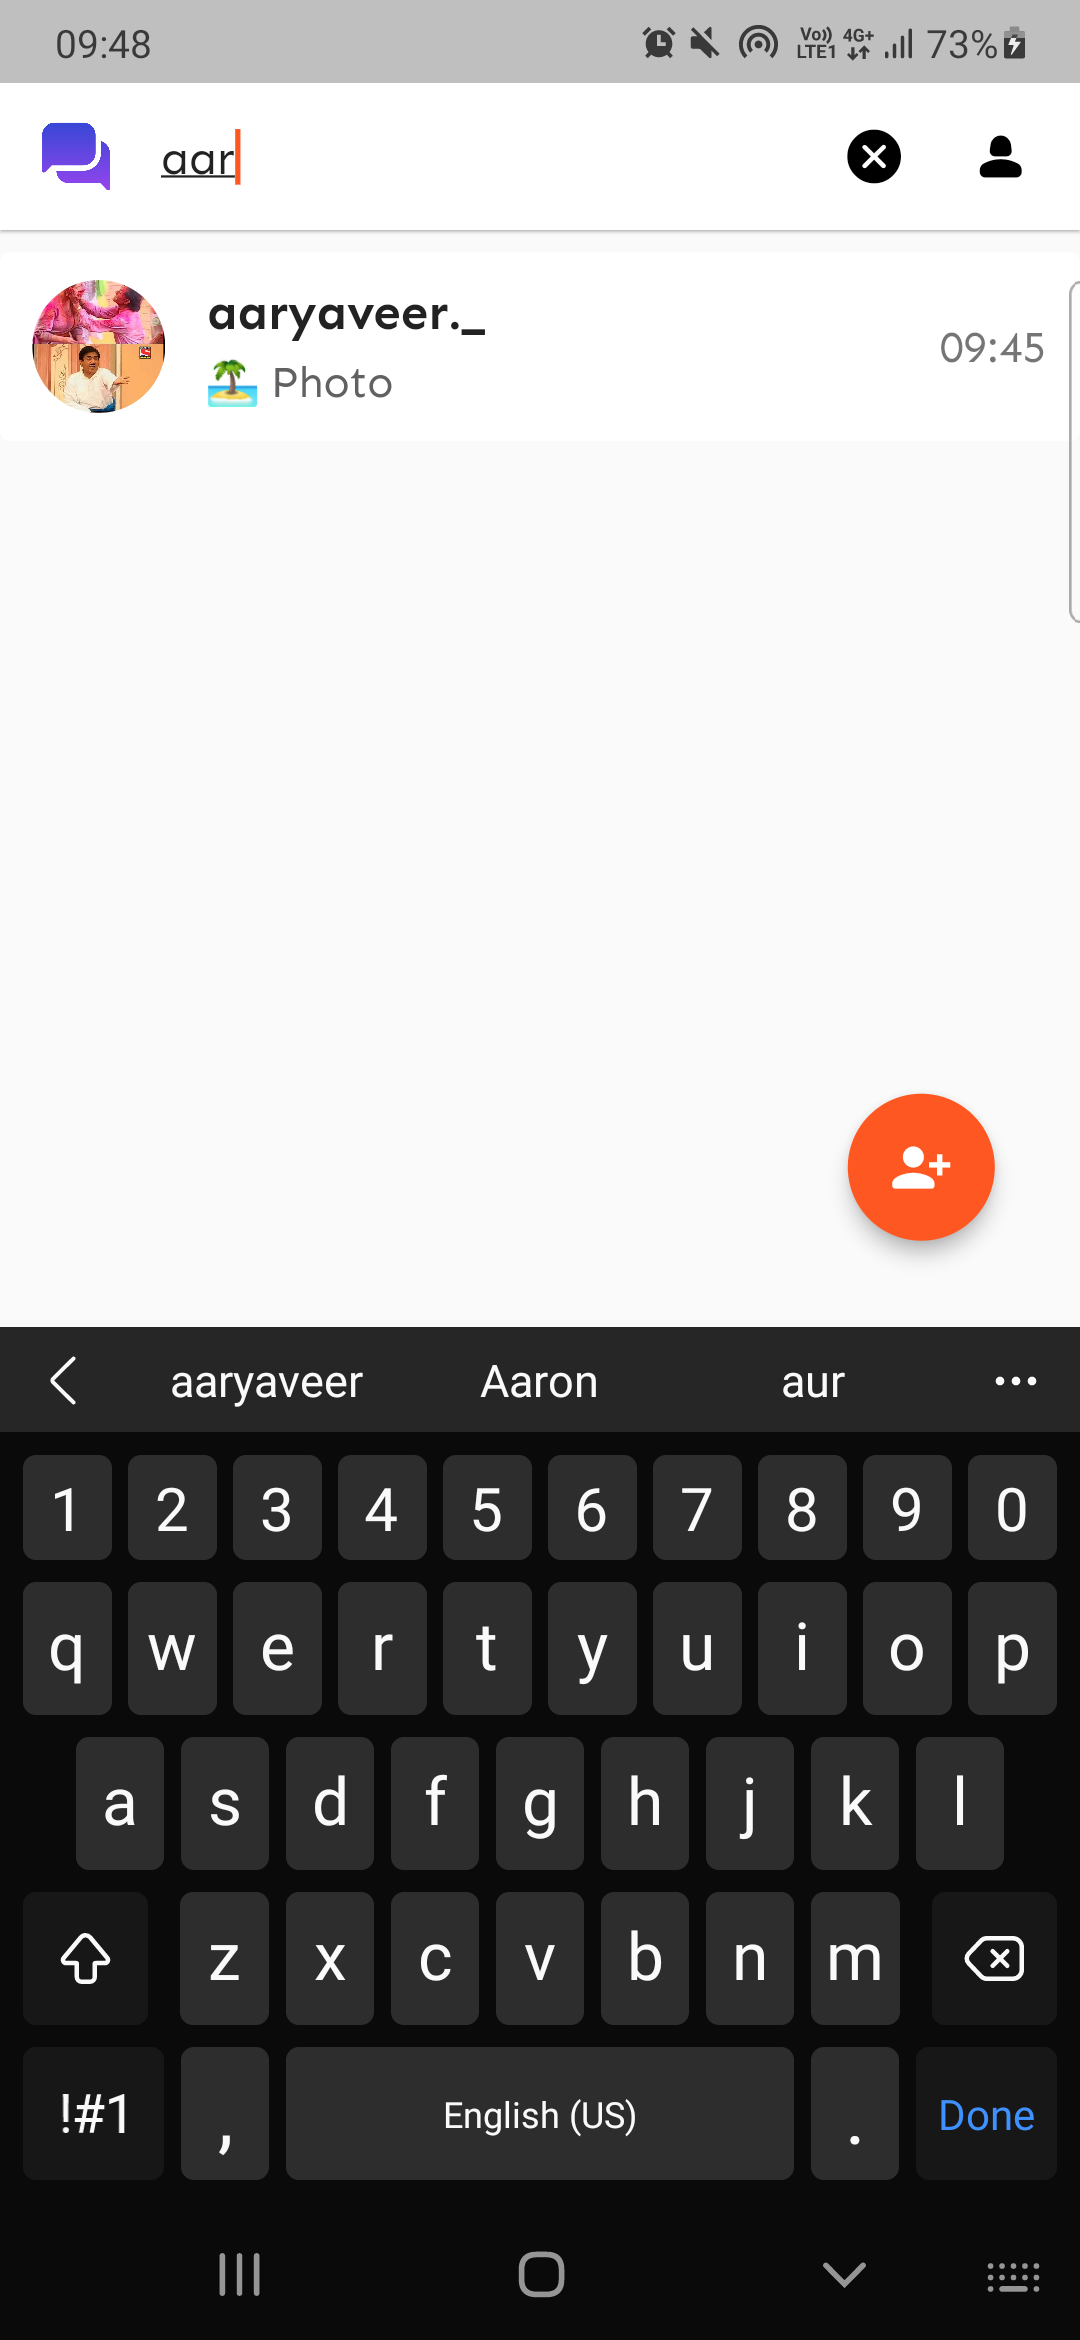 09:48
Vo)) 4G+ 73%
LTE1
aar
aaryaveer._
🏝️ Photo
09:45
aaryaveer Aaron aur ...
1 2 3 4 5 6 7 8 9 0
q w e r t y u i o p
a s d f g h j k l
z x c v b n m
!#1 , English (US) . Done